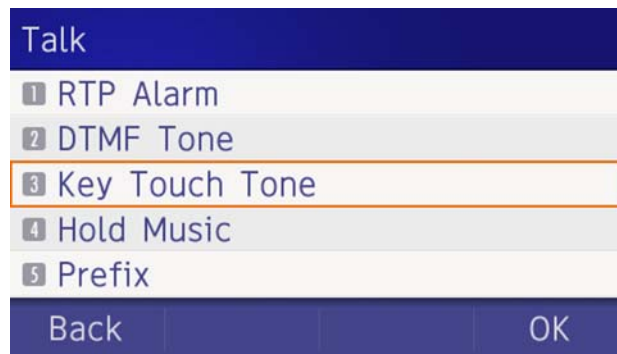 Talk
1 RTP Alarm
2 DTMF Tone
3 Key Touch Tone
4 Hold Music
5 Prefix
Back OK